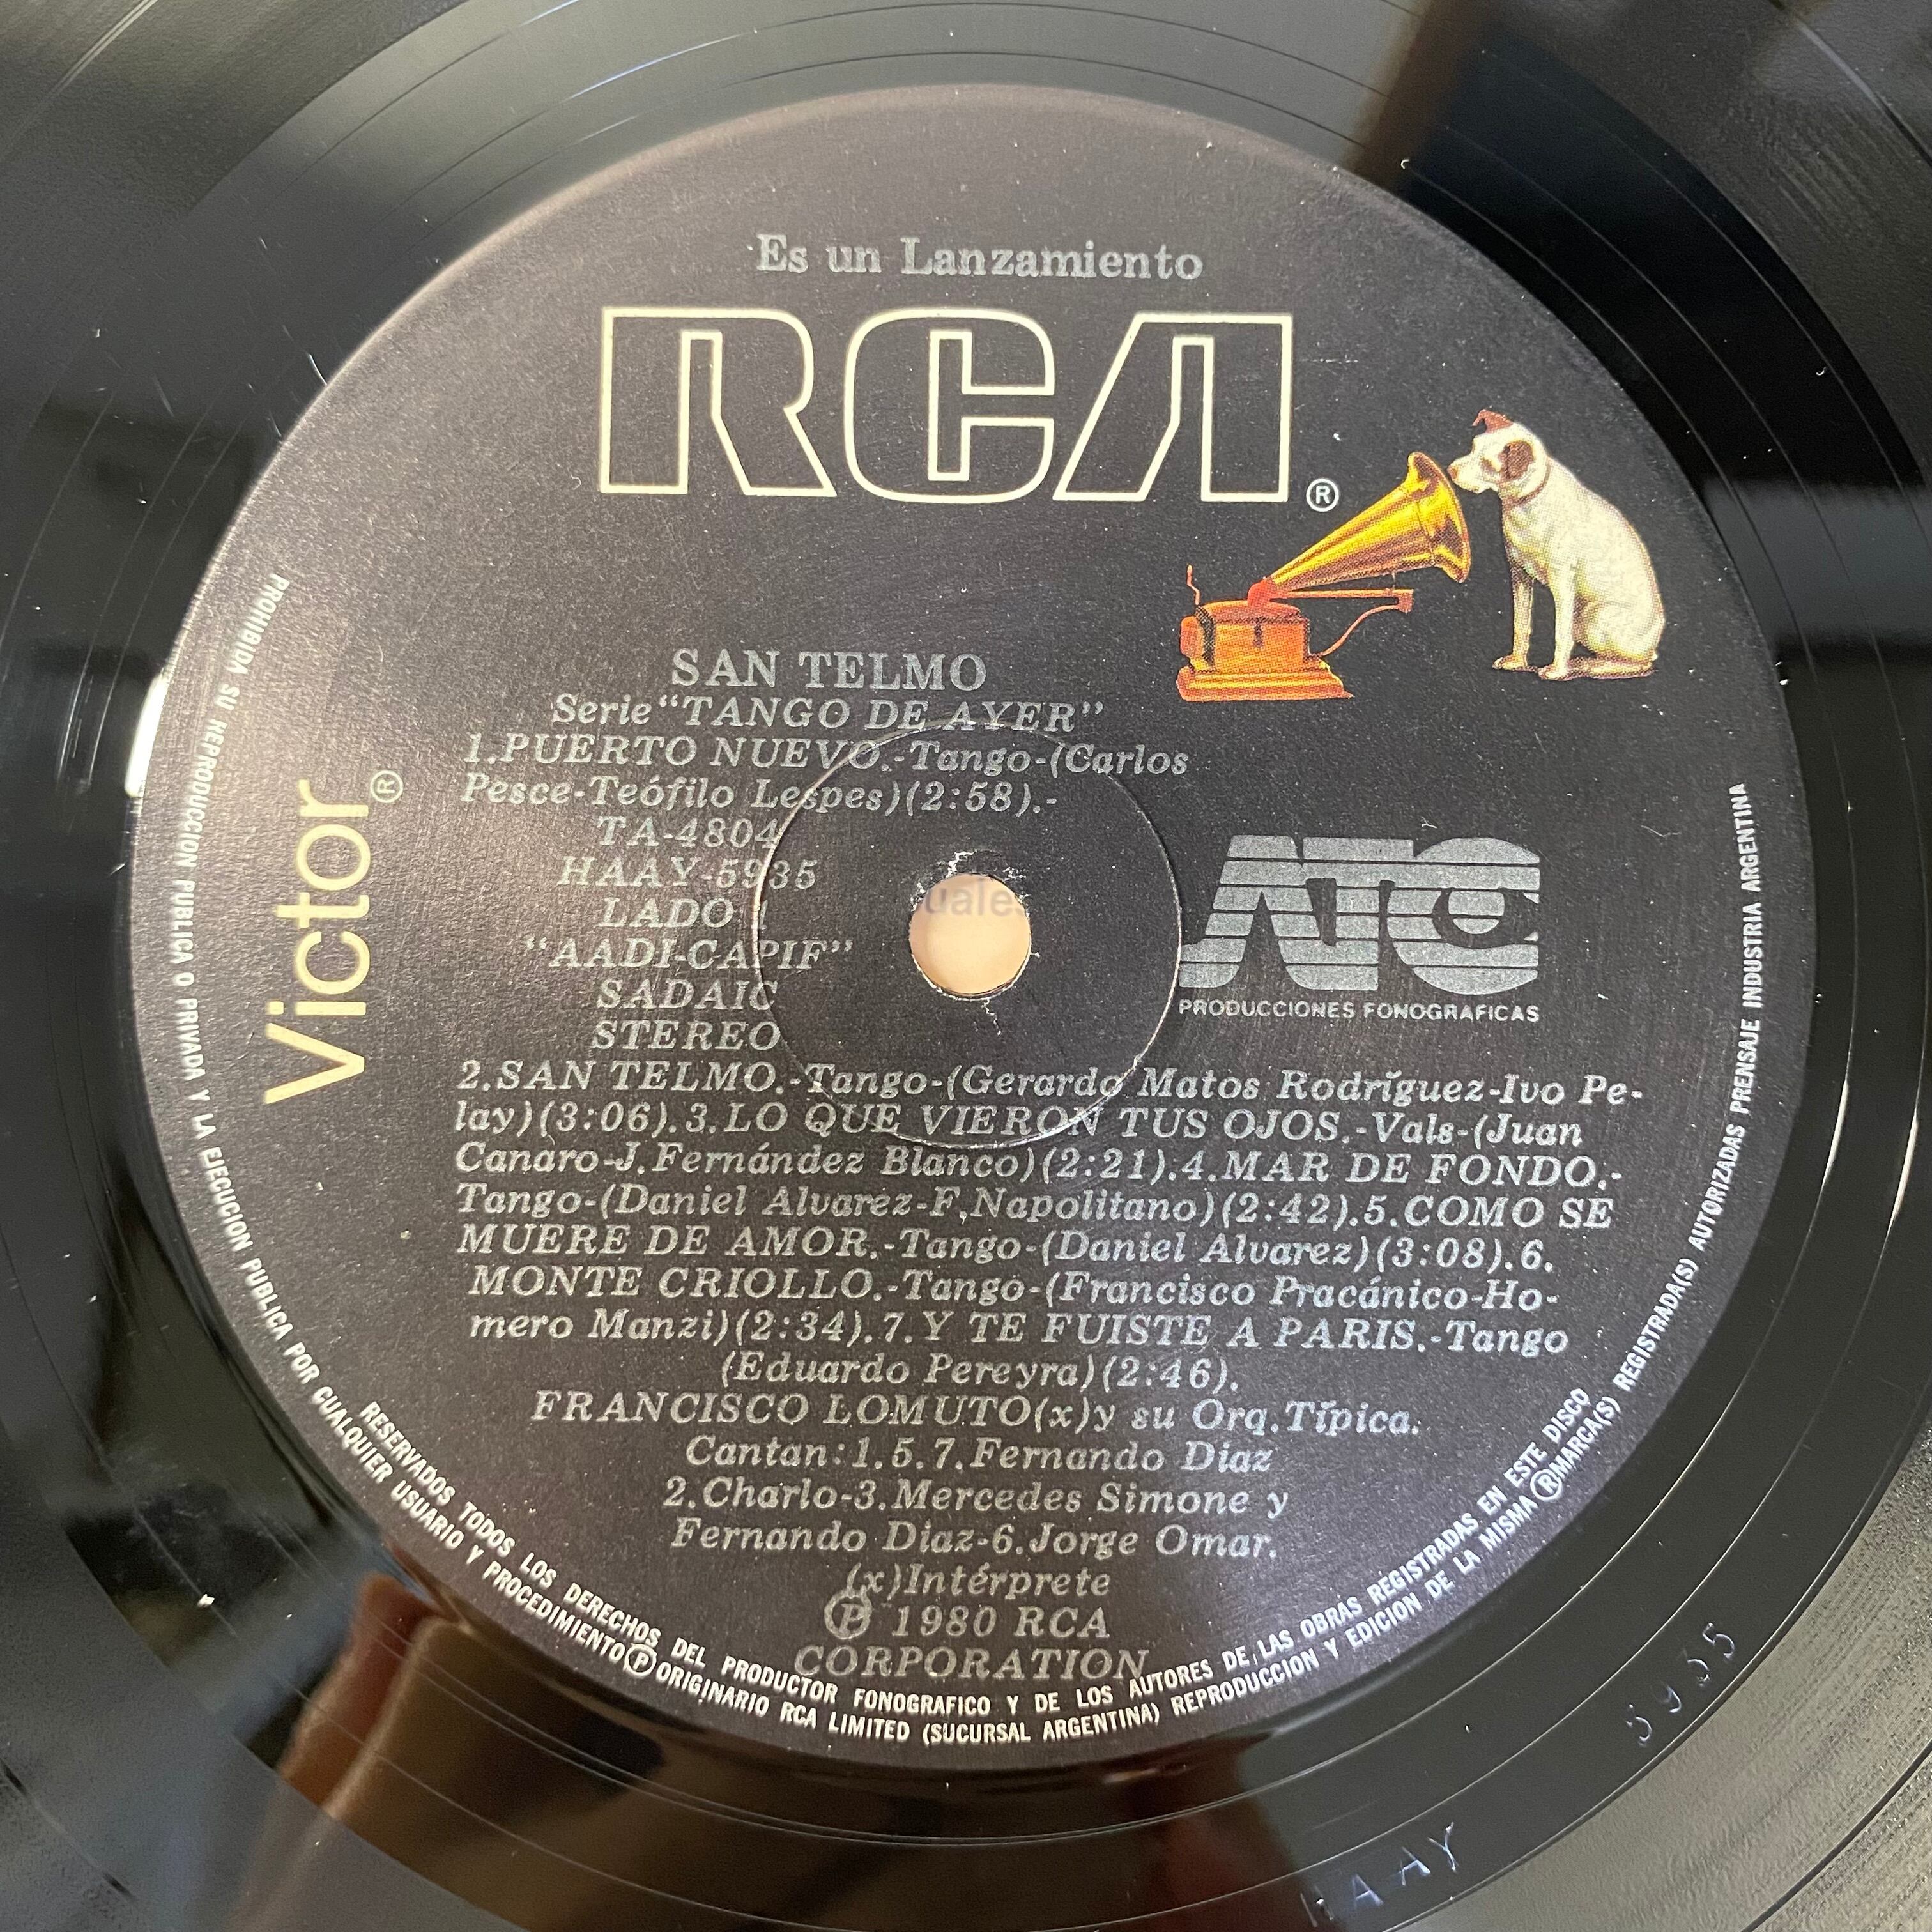 Es un Lanzamiento
RCA®
Victor®
SAN TELMO
Serie "TANGO DE AYER"
1.PUERTO NUEVO.-Tango-(Carlos
Pesce-Teófilo Lespes)(2:58).-
TA-4804
HAAY-5935
LADO 1
"AADI-CAPIF"
SADAIC
STEREO
ATC
PRODUCCIONES FONOGRAFICAS
2.SAN TELMO.-Tango-(Gerardo Matos Rodríguez-Ivo Pe-
lay)(3:06).3.LO QUE VIERON TUS OJOS.-Vals-(Juan
Canaro-J.Fernández Blanco)(2:21).4.MAR DE FONDO.-
Tango-(Daniel Alvarez-F,Napolitano)(2:42).5.COMO SE
MUERE DE AMOR.-Tango-(Daniel Alvarez)(3:08).6.
MONTE CRIOLLO.-Tango-(Francisco Pracánico-Ho-
mero Manzi)(2:34).7.Y TE FUISTE A PARIS.-Tango
(Eduardo Pereyra)(2:46).
FRANCISCO LOMUTO(x)y su Orq.Típica.
Cantan:1.5.7.Fernando Diaz
2.Charlo-3.Mercedes Simone y
Fernando Diaz-6.Jorge Omar.
(x)Intérprete
Ⓟ 1980 RCA
CORPORATION
RESERVADOS TODOS LOS DERECHOS DEL PRODUCTOR FONOGRAFICO Y DE LOS AUTORES DE LAS OBRAS REGISTRADAS EN ESTE DISCO
PROHIBIDA SU REPRODUCCION PUBLICA O PRIVADA Y LA EJECUCION PUBLICA POR CUALQUIER USUARIO Y PROCEDIMIENTO Ⓟ ORIGINARIO RCA LIMITED (SUCURSAL ARGENTINA) REPRODUCCION Y EDICION DE LA MISMA ®MARCA(S) REGISTRADA(S) AUTORIZADAS PRENSAJE INDUSTRIA ARGENTINA
HAAY 5935